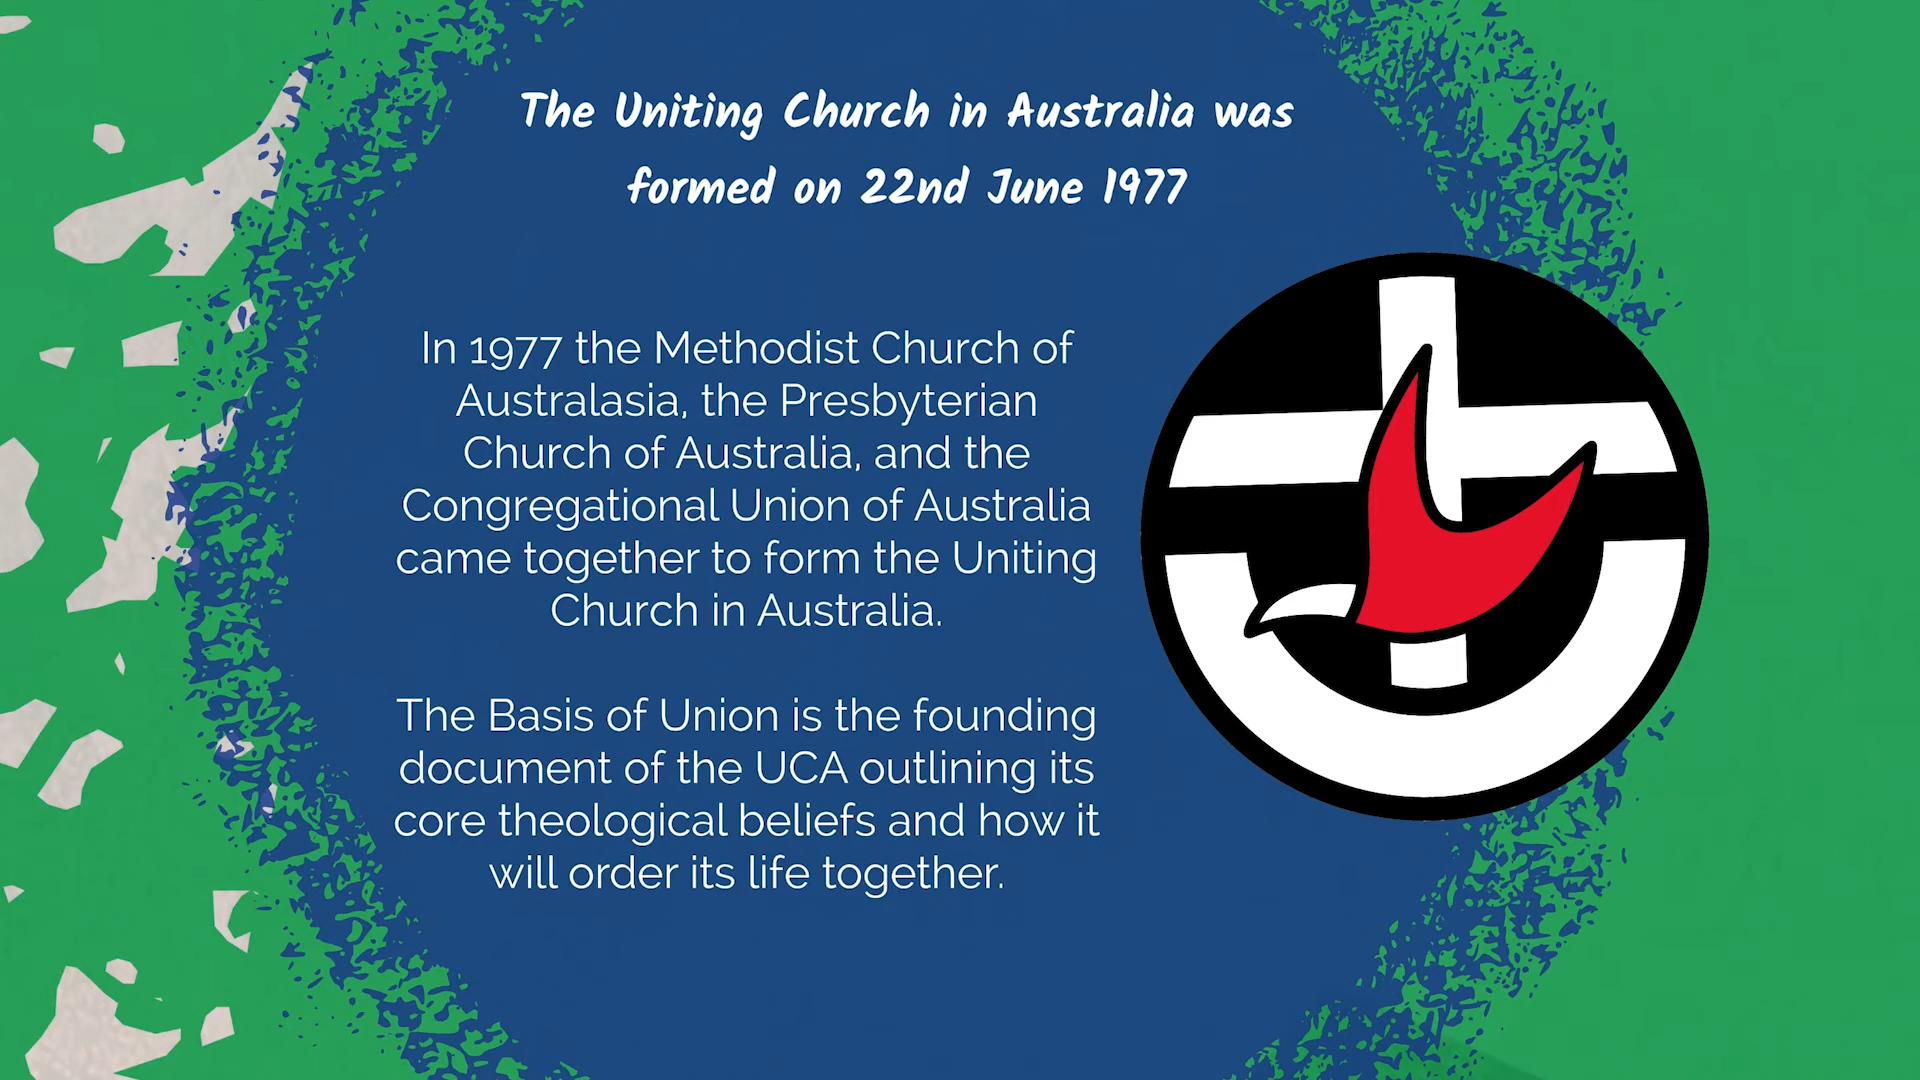 The Uniting Church in Australia was
formed on 22nd June 1977
In 1977 the Methodist Church of
Australasia, the Presbyterian
Church of Australia, and the
Congregational Union of Australia
came together to form the Uniting
Church in Australia.
The Basis of Union is the founding
document of the UCA outlining its
core theological beliefs and how it
will order its life together.